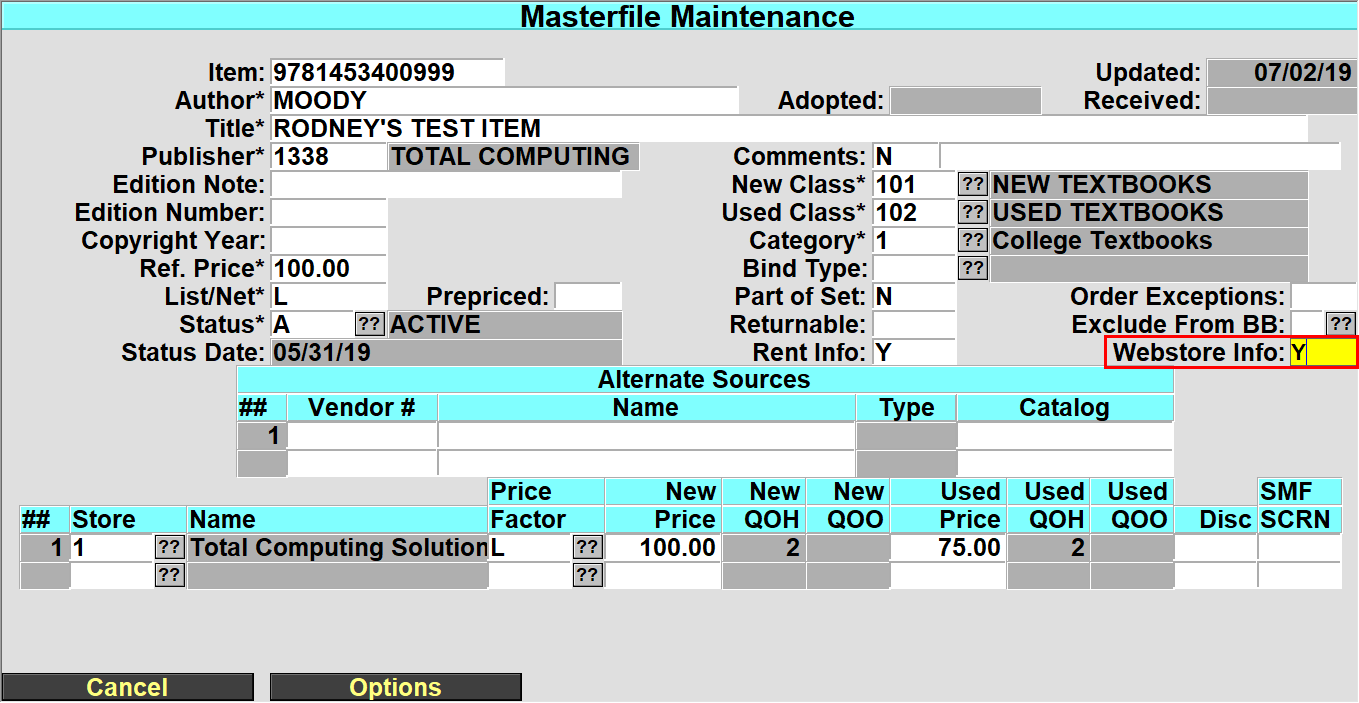 Masterfile Maintenance
Item: 9781453400999 Updated: 07/02/19
Author* MOODY Adopted: Received:
Title* RODNEY'S TEST ITEM
Publisher* 1338 TOTAL COMPUTING Comments: N
Edition Note: New Class* 101 ?? NEW TEXTBOOKS
Edition Number: Used Class* 102 ?? USED TEXTBOOKS
Copyright Year: Category* 1 ?? College Textbooks
Ref. Price* 100.00 Bind Type: ??
List/Net* L Prepriced: Part of Set: N Order Exceptions:
Status* A ?? ACTIVE Returnable: Exclude From BB: ??
Status Date: 05/31/19 Rent Info: Y Webstore Info: Y
Alternate Sources
## Vendor # Name Type Catalog
1
Price New New New Used Used Used SMF
## Store Name Factor Price QOH QOO Price QOH QOO Disc SCRN
1 1 ?? Total Computing Solution L ?? 100.00 2 75.00 2
?? ??
Cancel Options